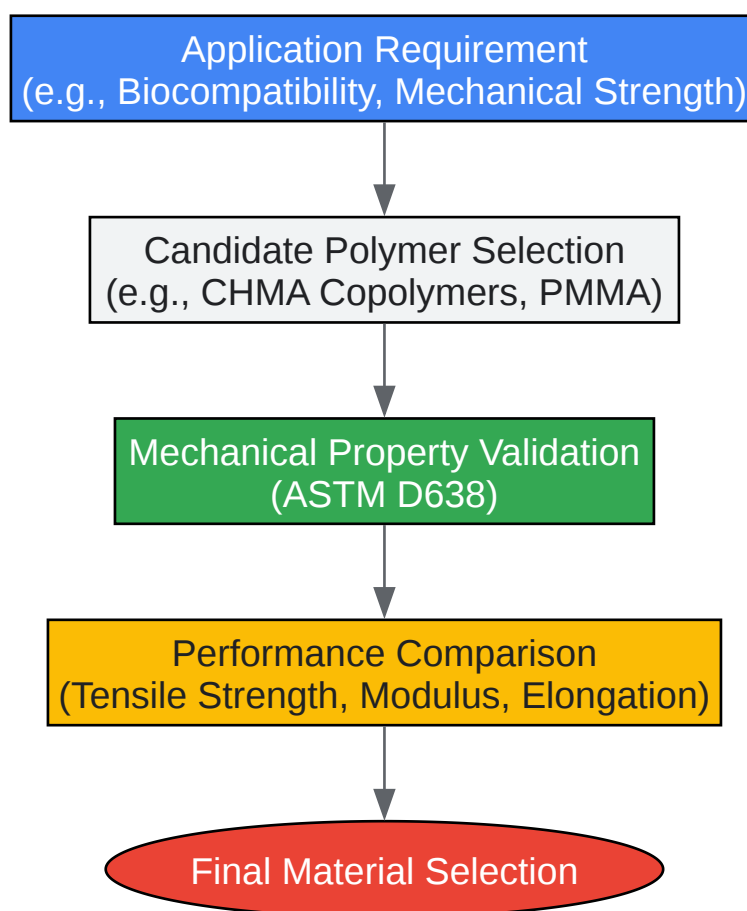 Application Requirement
(e.g., Biocompatibility, Mechanical Strength)
Candidate Polymer Selection
(e.g., CHMA Copolymers, PMMA)
Mechanical Property Validation
(ASTM D638)
Performance Comparison
(Tensile Strength, Modulus, Elongation)
Final Material Selection